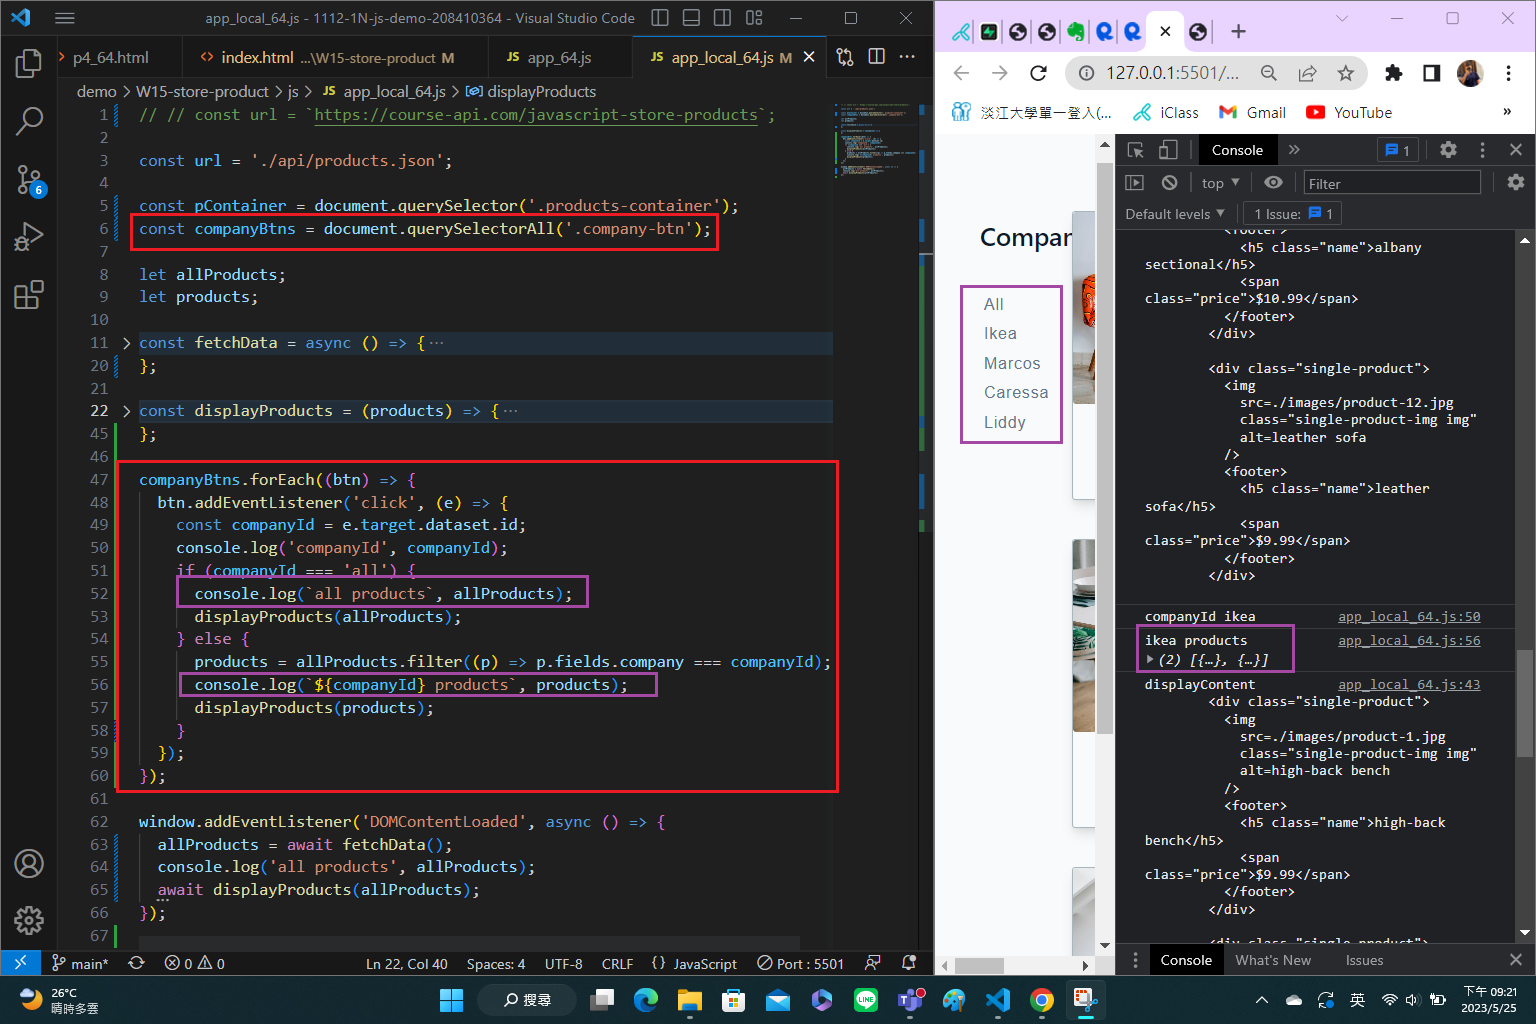 app_local_64.js - 1112-1N-js-demo-208410364 - Visual Studio Code
p4_64.html
index.html ...\W15-store-product M
JS app_64.js
JS app_local_64.js M
demo > W15-store-product > js > JS app_local_64.js > displayProducts
1 // // const url = `https://course-api.com/javascript-store-products`;
2
3 const url = './api/products.json';
4
5 const pContainer = document.querySelector('.products-container');
6 const companyBtns = document.querySelectorAll('.company-btn');
7
8 let allProducts;
9 let products;
10
11 const fetchData = async () => {···
20 };
21
22 const displayProducts = (products) => {···
45 };
46
47 companyBtns.forEach((btn) => {
48 btn.addEventListener('click', (e) => {
49 const companyId = e.target.dataset.id;
50 console.log('companyId', companyId);
51 if (companyId === 'all') {
52 console.log(`all products`, allProducts);
53 displayProducts(allProducts);
54 } else {
55 products = allProducts.filter((p) => p.fields.company === companyId);
56 console.log(`${companyId} products`, products);
57 displayProducts(products);
58 }
59 });
60 });
61
62 window.addEventListener('DOMContentLoaded', async () => {
63 allProducts = await fetchData();
64 console.log('all products', allProducts);
65 await displayProducts(allProducts);
66 });
67
6
main*
0 0
Ln 22, Col 40
Spaces: 4
UTF-8
CRLF
{} JavaScript
Port : 5501
127.0.0.1:5501/...
淡江大學單一登入(...
iClass
Gmail
YouTube
»
Compan
All
Ikea
Marcos
Caressa
Liddy
Console
»
1
top
Filter
Default levels
1 Issue: 1
<footer>
<h5 class="name">albany
sectional</h5>
<span
class="price">$10.99</span>
</footer>
</div>
<div class="single-product">
<img
src=./images/product-12.jpg
class="single-product-img img"
alt=leather sofa
/>
<footer>
<h5 class="name">leather
sofa</h5>
<span
class="price">$9.99</span>
</footer>
</div>
companyId ikea app_local_64.js:50
ikea products app_local_64.js:56
(2) [{…}, {…}]
displayContent app_local_64.js:43
<div class="single-product">
<img
src=./images/product-1.jpg
class="single-product-img img"
alt=high-back bench
/>
<footer>
<h5 class="name">high-back
bench</h5>
<span
class="price">$9.99</span>
</footer>
</div>
<div class="single-product">
Console
What's New
Issues
26°C
晴時多雲
搜尋
LINE
英
下午 09:21
2023/5/25